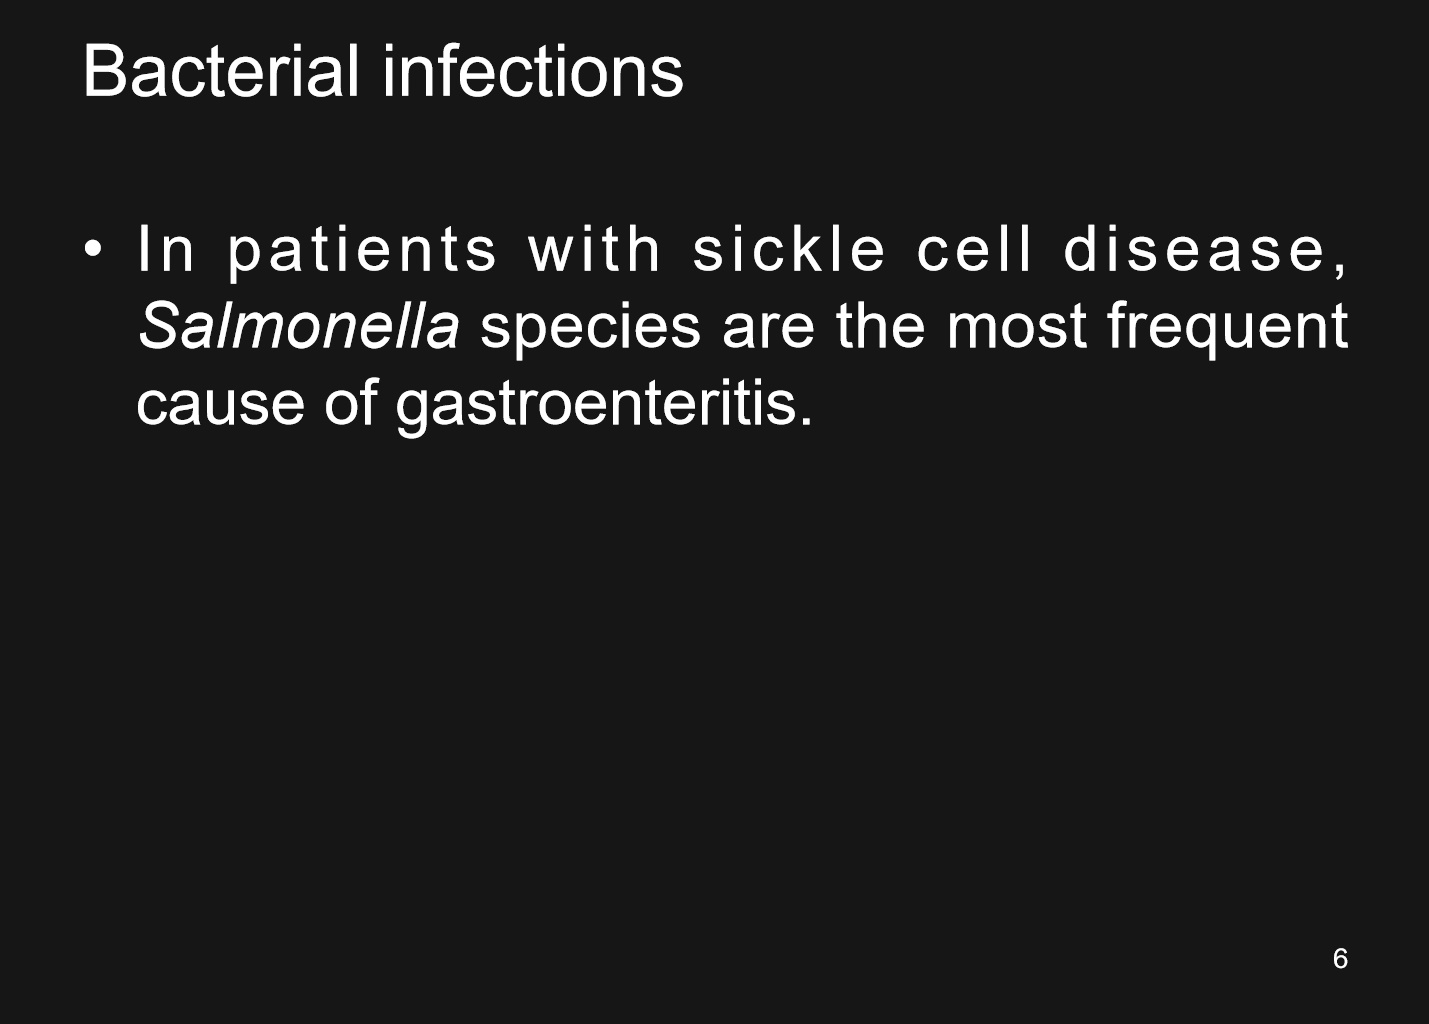 Bacterial infections
• In patients with sickle cell disease,
Salmonella species are the most frequent
cause of gastroenteritis.
6